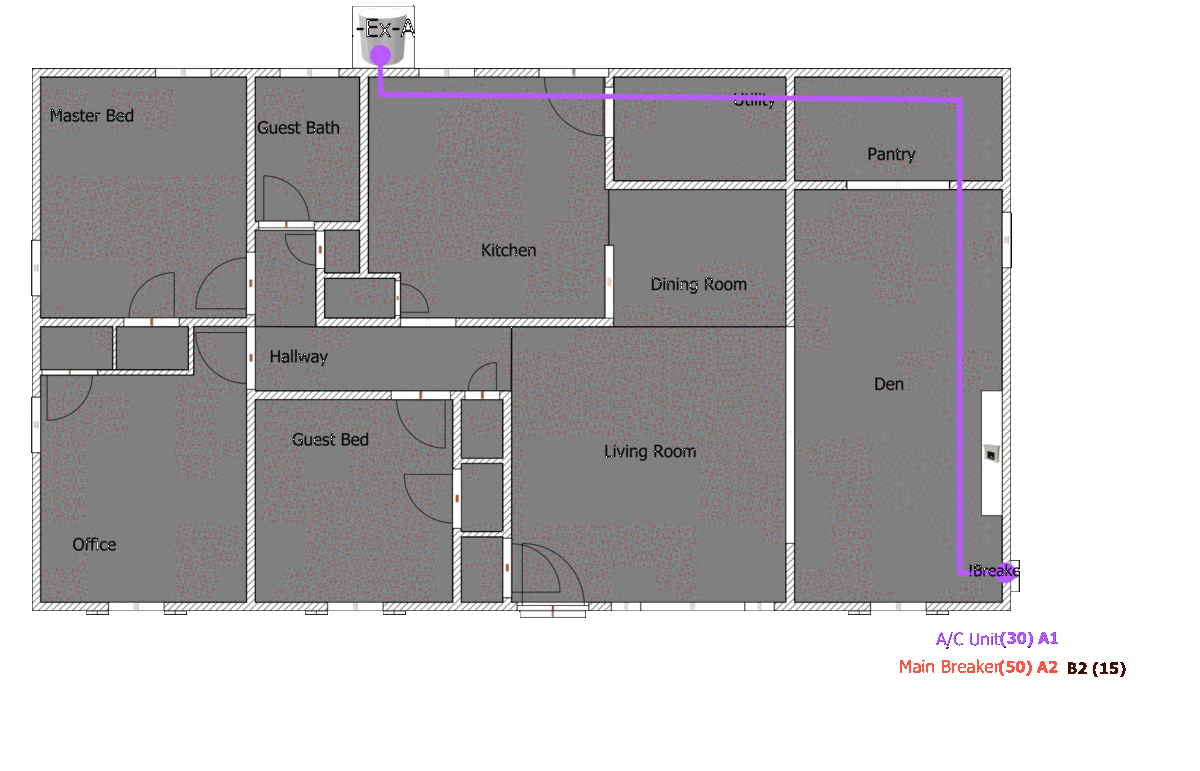 -Ex-A
Utility
Master Bed
Guest Bath
Pantry
Kitchen
Dining Room
Hallway
Den
Guest Bed
Living Room
Office
!Breake
A/C Unit(30) A1
Main Breaker(50) A2 B2 (15)